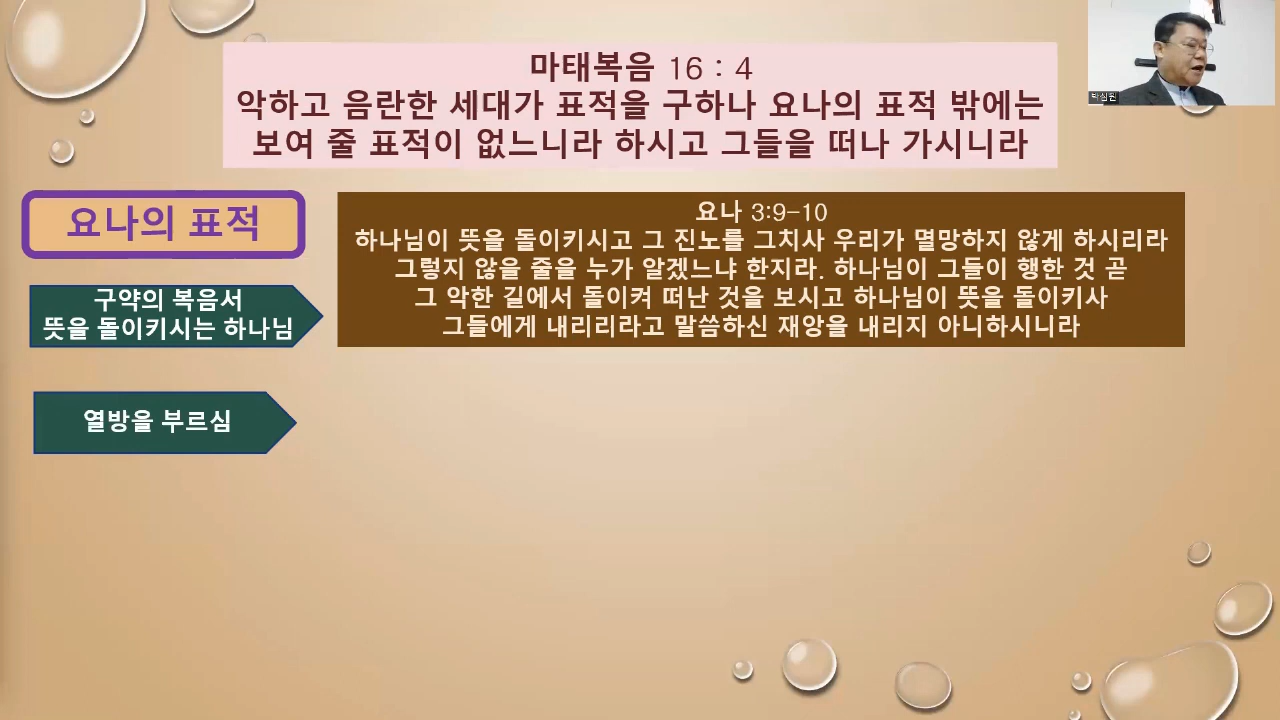 마태복음 16 : 4
악하고 음란한 세대가 표적을 구하나 요나의 표적 밖에는
보여 줄 표적이 없느니라 하시고 그들을 떠나 가시니라
박심원
요나의 표적
요나 3:9-10
하나님이 뜻을 돌이키시고 그 진노를 그치사 우리가 멸망하지 않게 하시리라
그렇지 않을 줄을 누가 알겠느냐 한지라. 하나님이 그들이 행한 것 곧
그 악한 길에서 돌이켜 떠난 것을 보시고 하나님이 뜻을 돌이키사
그들에게 내리리라고 말씀하신 재앙을 내리지 아니하시니라
구약의 복음서
뜻을 돌이키시는 하나님
열방을 부르심